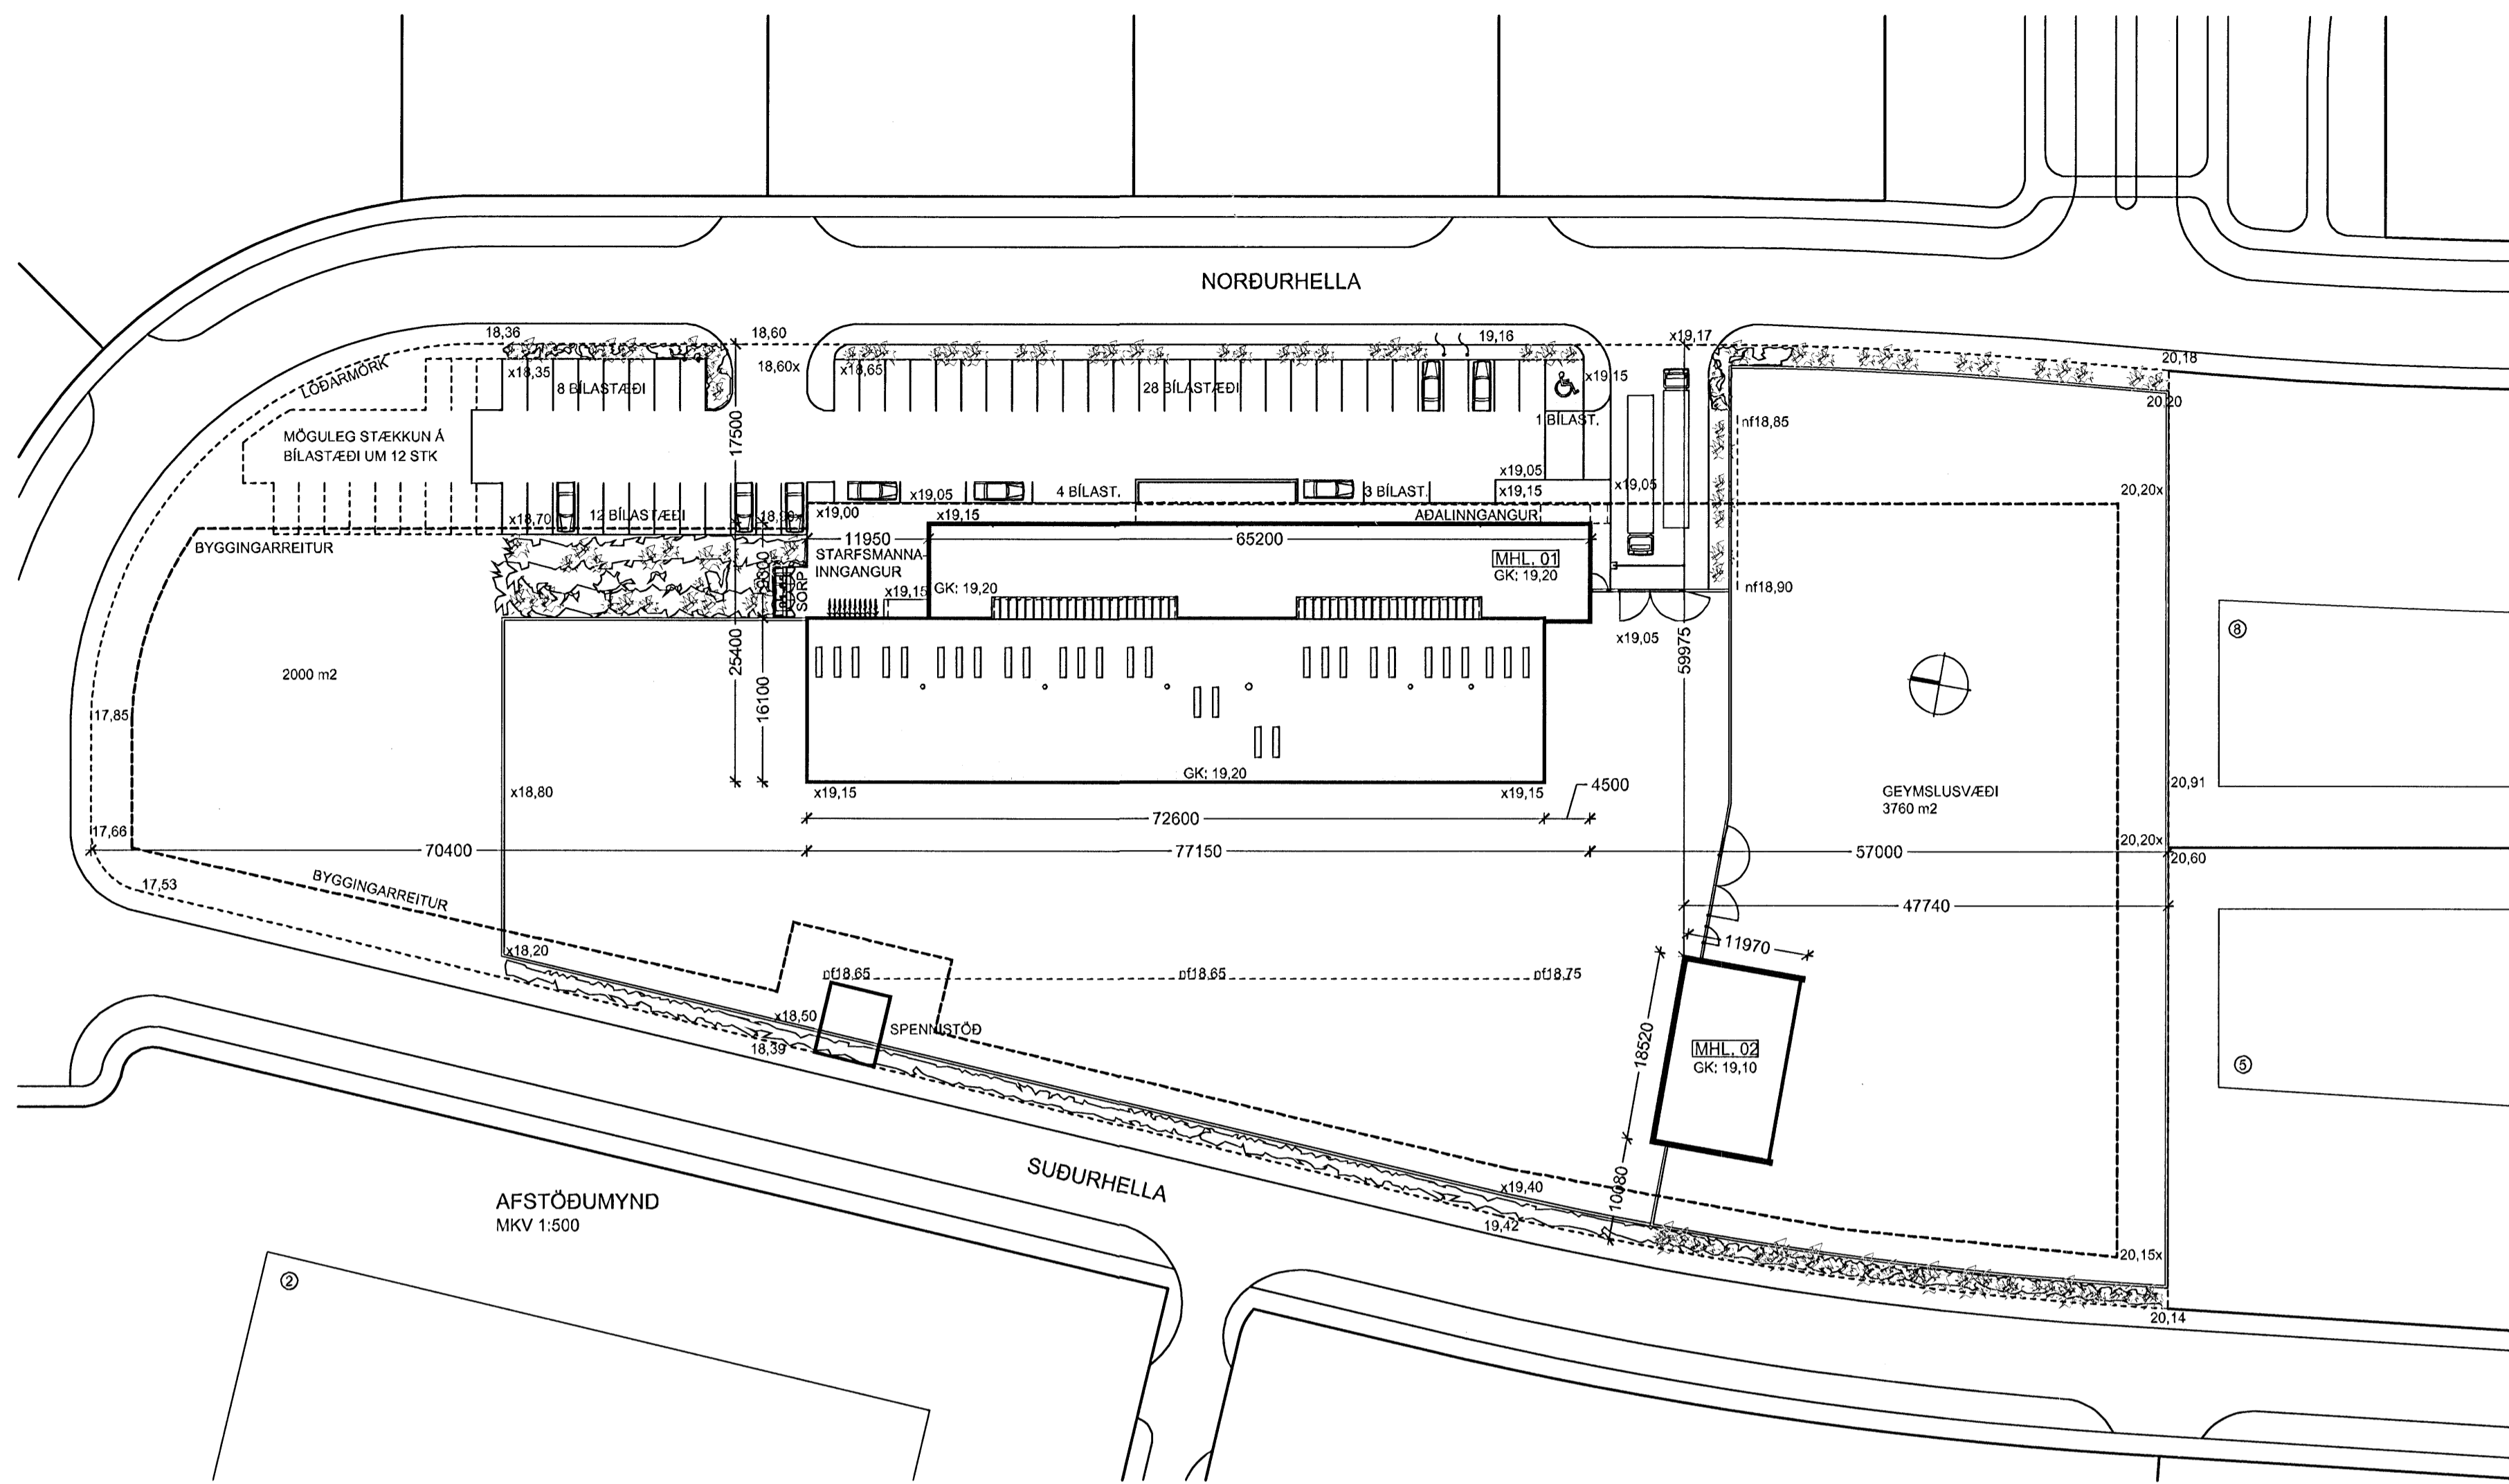 NORÐURHELLA
18,36
18,60
19,16
x19,17
20,18
18,60x
LÓÐARMÖRK
x18,35
8 BÍLASTÆÐI
x18,65
28 BÍLASTÆÐI
x19,15
20,20
1 BÍLAST.
nf18,85
17500
MÖGULEG STÆKKUN Á
BÍLASTÆÐI UM 12 STK
x19,05
x19,05
4 BÍLAST.
3 BÍLAST.
x19,15
x19,05
20,20x
x18,70
12 BÍLASTÆÐI
x19,00
x19,15
AÐALINNGANGUR
BYGGINGARREITUR
11950
65200
STARFSMANNA-
INNGANGUR
MHL. 01
GK: 19,20
SORP
x19,15
GK: 19,20
nf18,90
x19,05
25400
16100
59975
8
2000 m2
17,85
GK: 19,20
x18,80
x19,15
x19,15
4500
GEYMSLUSVÆÐI
3760 m2
20,91
17,66
72600
70400
77150
57000
20,20x
20,60
17,53
BYGGINGARREITUR
47740
x18,20
11970
nf18,65
nf18,65
nf18,75
x18,50
SPENNISTÖÐ
18,39
18520
MHL. 02
GK: 19,10
5
SUÐURHELLA
x19,40
10080
19,42
AFSTÖÐUMYND
MKV 1:500
20,15x
2
20,14